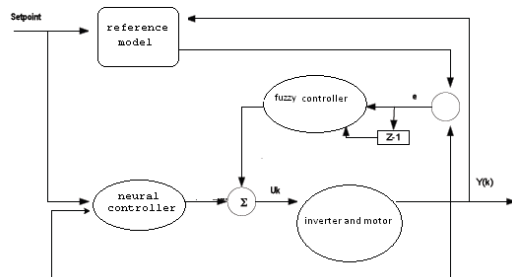 Setpoint
reference
model
fuzzy controller
e
Z-1
neural
controller
Σ
Uk
inverter and motor
Y(k)